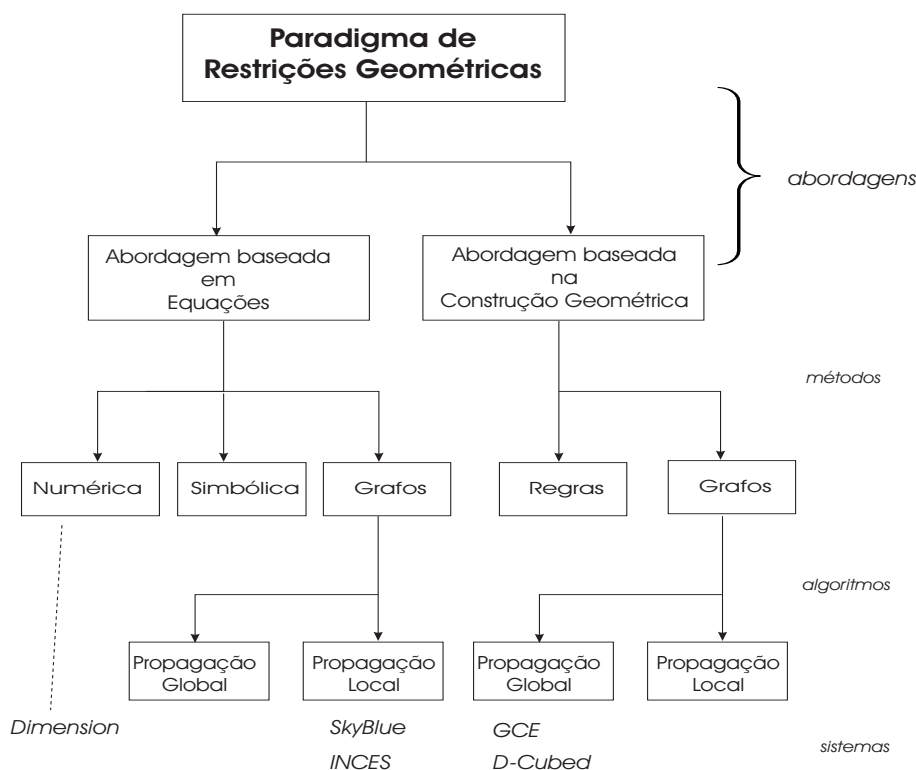 Paradigma de
Restrições Geométricas
abordagens
Abordagem baseada
em
Equações
Abordagem baseada
na
Construção Geométrica
métodos
Numérica
Simbólica
Grafos
Regras
Grafos
algoritmos
Propagação
Global
Propagação
Local
Propagação
Global
Propagação
Local
Dimension
SkyBlue
INCES
GCE
D-Cubed
sistemas